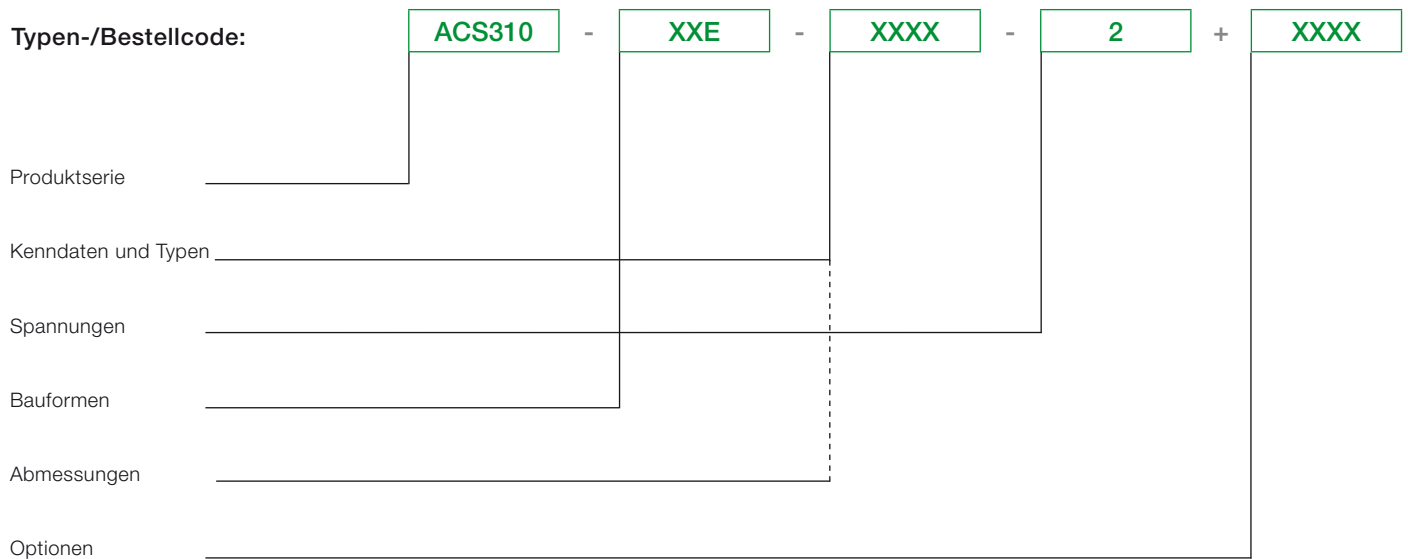 Typen-/Bestellcode: ACS310 - XXE - XXXX - 2 + XXXX
Produktserie
Kenndaten und Typen
Spannungen
Bauformen
Abmessungen
Optionen